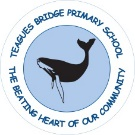 TEAGUES BRIDGE PRIMARY SCHOOL
THE BEATING HEART OF OUR COMMUNITY